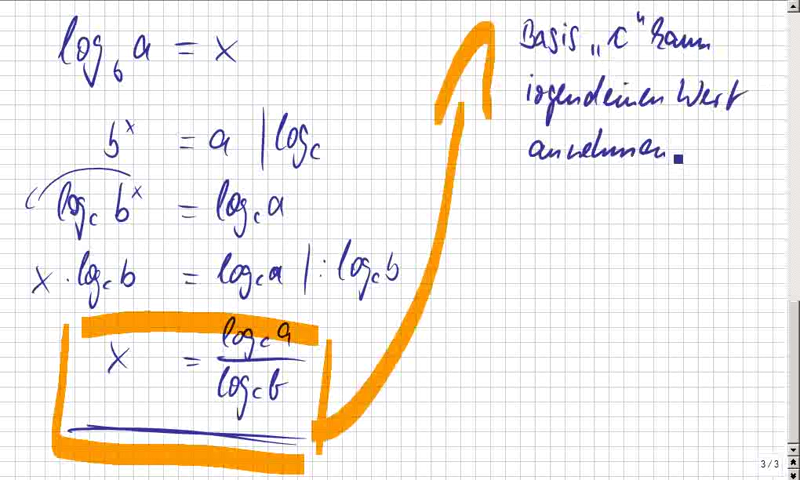 log_b a = x
b^x = a | log_c
log_c b^x = log_c a
x · log_c b = log_c a | : log_c b
x = log_c a / log_c b
Basis „c“ kann
irgendeinen Wert
annehmen.
3/3